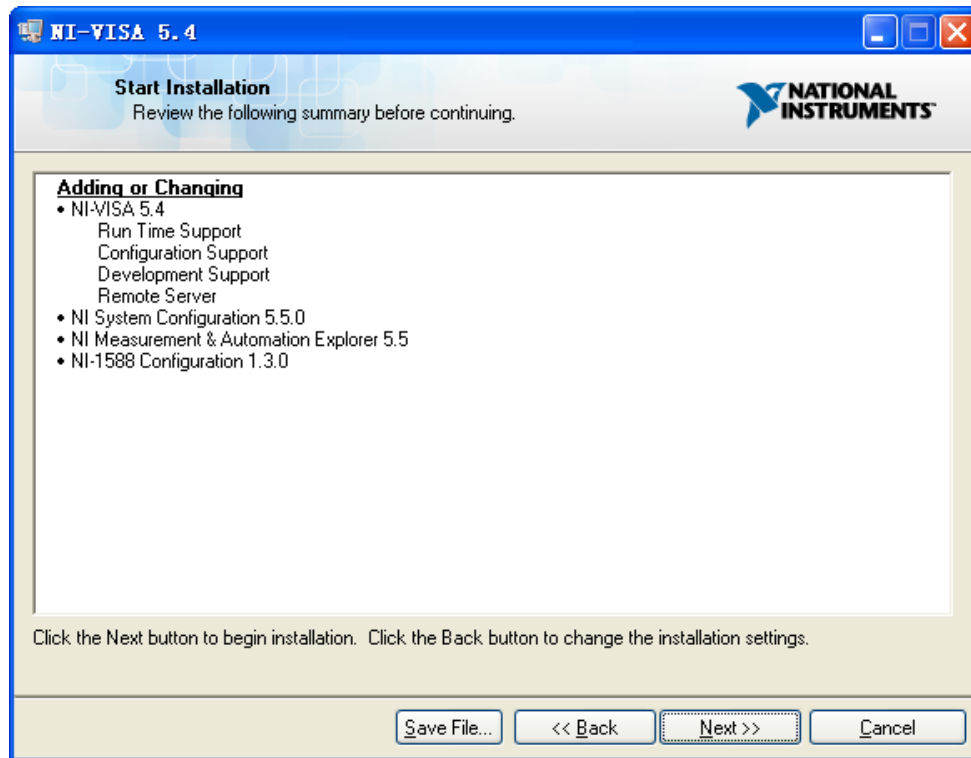 NI-VISA 5.4
Start Installation
Review the following summary before continuing.
NATIONAL
INSTRUMENTS™
Adding or Changing
• NI-VISA 5.4
Run Time Support
Configuration Support
Development Support
Remote Server
• NI System Configuration 5.5.0
• NI Measurement & Automation Explorer 5.5
• NI-1588 Configuration 1.3.0
Click the Next button to begin installation.  Click the Back button to change the installation settings.
Save File...
<< Back
Next >>
Cancel